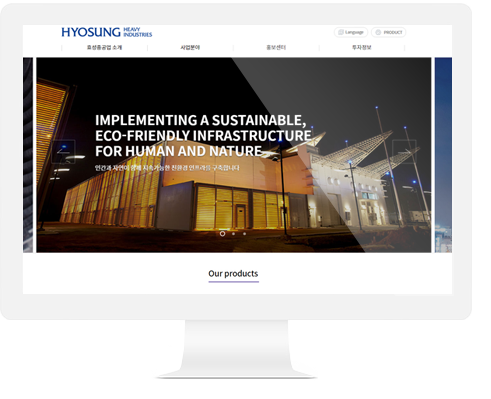 HYOSUNG HEAVY INDUSTRIES
Language
PRODUCT
효성중공업 소개
사업분야
홍보센터
투자정보
IMPLEMENTING A SUSTAINABLE,
ECO-FRIENDLY INFRASTRUCTURE
FOR HUMAN AND NATURE
인간과 자연이 함께 지속가능한 친환경 인프라를 구축합니다
Our products